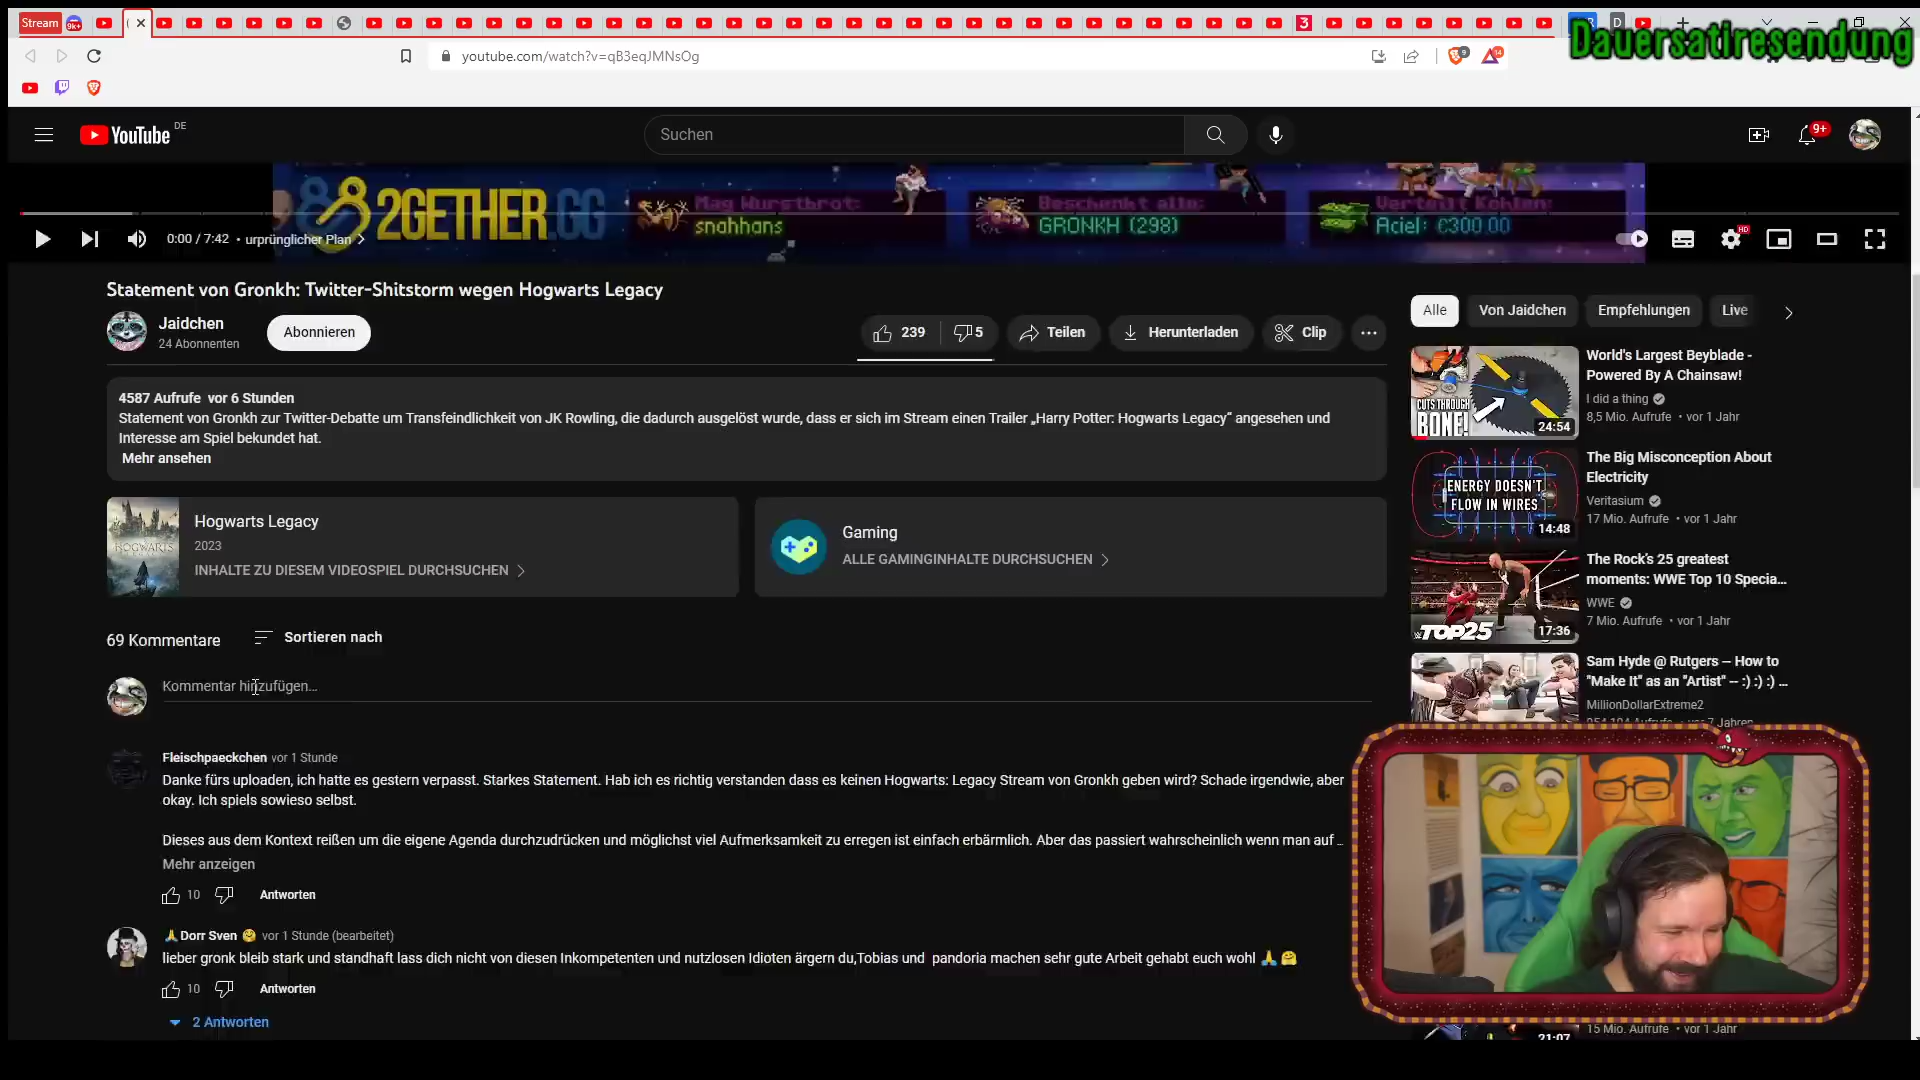 Stream
9k+
3
D
Dauersatiresendung
youtube.com/watch?v=qB3eqJMNsOg
9
14
YouTube DE
Suchen
9+
2GETHER.GG
Mag Wurstbrot:
snahhans
Beschenkt alle:
GRONKH (298)
Verteilt Kohlen:
Aciel: €300.00
0:00 / 7:42 • urprünglicher Plan
HD
Statement von Gronkh: Twitter-Shitstorm wegen Hogwarts Legacy
Jaidchen
24 Abonnenten
Abonnieren
239
5
Teilen
Herunterladen
Clip
4587 Aufrufe vor 6 Stunden
Statement von Gronkh zur Twitter-Debatte um Transfeindlichkeit von JK Rowling, die dadurch ausgelöst wurde, dass er sich im Stream einen Trailer „Harry Potter: Hogwarts Legacy“ angesehen und
Interesse am Spiel bekundet hat.
Mehr ansehen
HOGWARTS
Hogwarts Legacy
2023
INHALTE ZU DIESEM VIDEOSPIEL DURCHSUCHEN
Gaming
ALLE GAMINGINHALTE DURCHSUCHEN
69 Kommentare
Sortieren nach
Kommentar hinzufügen...
Fleischpaeckchen vor 1 Stunde
Danke fürs uploaden, ich hatte es gestern verpasst. Starkes Statement. Hab ich es richtig verstanden dass es keinen Hogwarts: Legacy Stream von Gronkh geben wird? Schade irgendwie, aber
okay. Ich spiels sowieso selbst.
Dieses aus dem Kontext reißen um die eigene Agenda durchzudrücken und möglichst viel Aufmerksamkeit zu erregen ist einfach erbärmlich. Aber das passiert wahrscheinlich wenn man auf ...
Mehr anzeigen
10
Antworten
🙏Dorr Sven 🤗 vor 1 Stunde (bearbeitet)
lieber gronk bleib stark und standhaft lass dich nicht von diesen Inkompetenten und nutzlosen Idioten ärgern du,Tobias und pandoria machen sehr gute Arbeit gehabt euch wohl 🙏🤗
10
Antworten
2 Antworten
Alle
Von Jaidchen
Empfehlungen
Live
CUTS THROUGH
BONE!
24:54
World's Largest Beyblade -
Powered By A Chainsaw!
I did a thing
8,5 Mio. Aufrufe • vor 1 Jahr
ENERGY DOESN'T
FLOW IN WIRES
14:48
The Big Misconception About
Electricity
Veritasium
17 Mio. Aufrufe • vor 1 Jahr
TOP25
17:36
The Rock's 25 greatest
moments: WWE Top 10 Specia...
WWE
7 Mio. Aufrufe • vor 1 Jahr
Sam Hyde @ Rutgers – How to
"Make It" as an "Artist" -- :) :) :) ...
MillionDollarExtreme2
21:07
15 Mio. Aufrufe • vor 1 Jahr